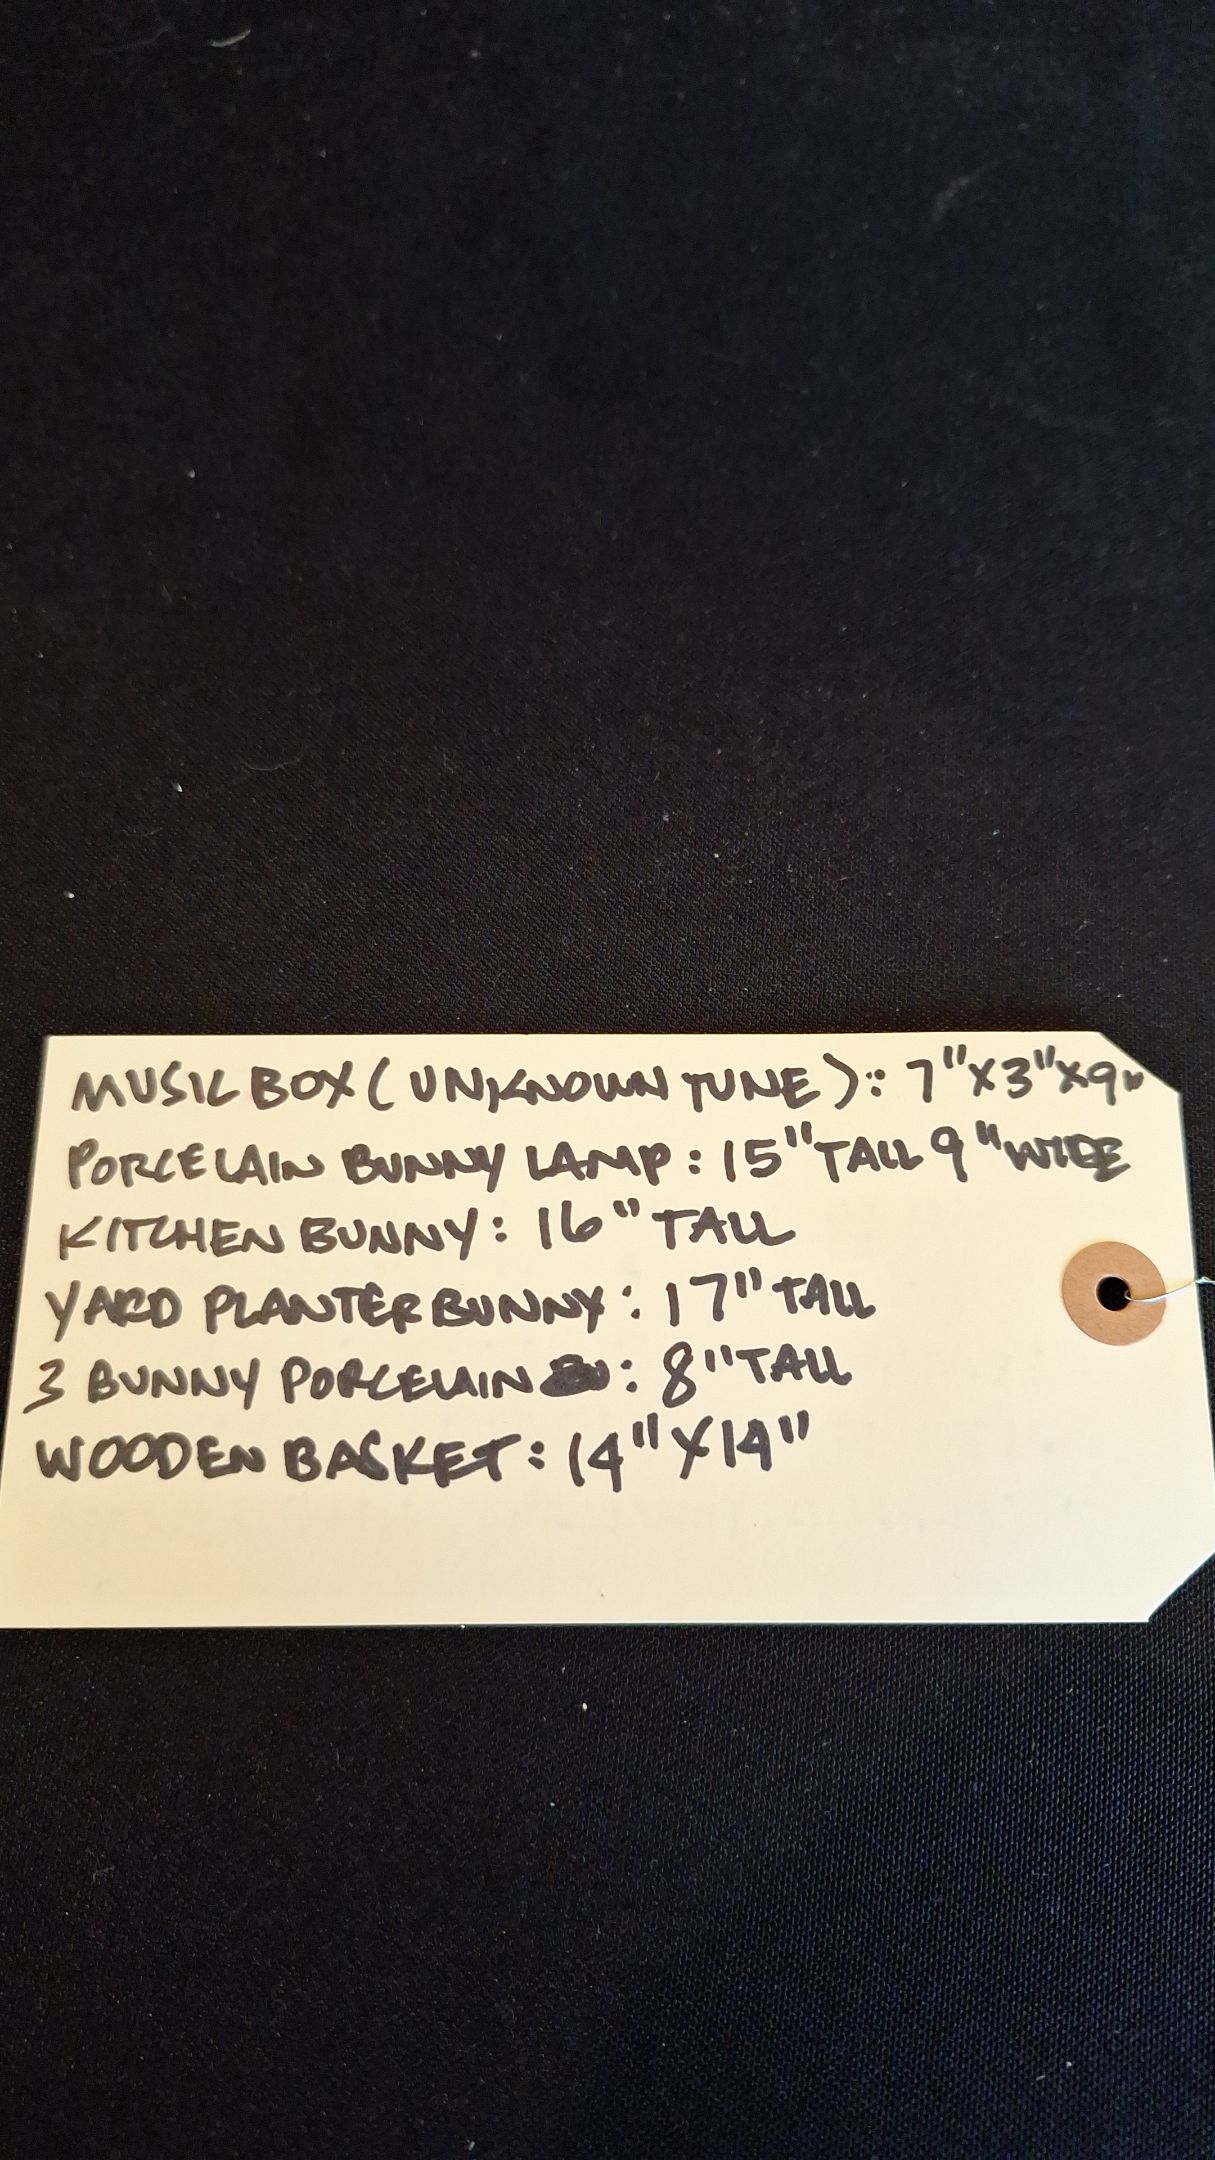 MUSIC BOX (UNKNOWN TUNE): 7"X3"X9"
PORCELAIN BUNNY LAMP: 15" TALL 9" WIDE
KITCHEN BUNNY: 16" TALL
YARD PLANTER BUNNY: 17" TALL
3 BUNNY PORCELAIN: 8" TALL
WOODEN BASKET: 14" X 14"